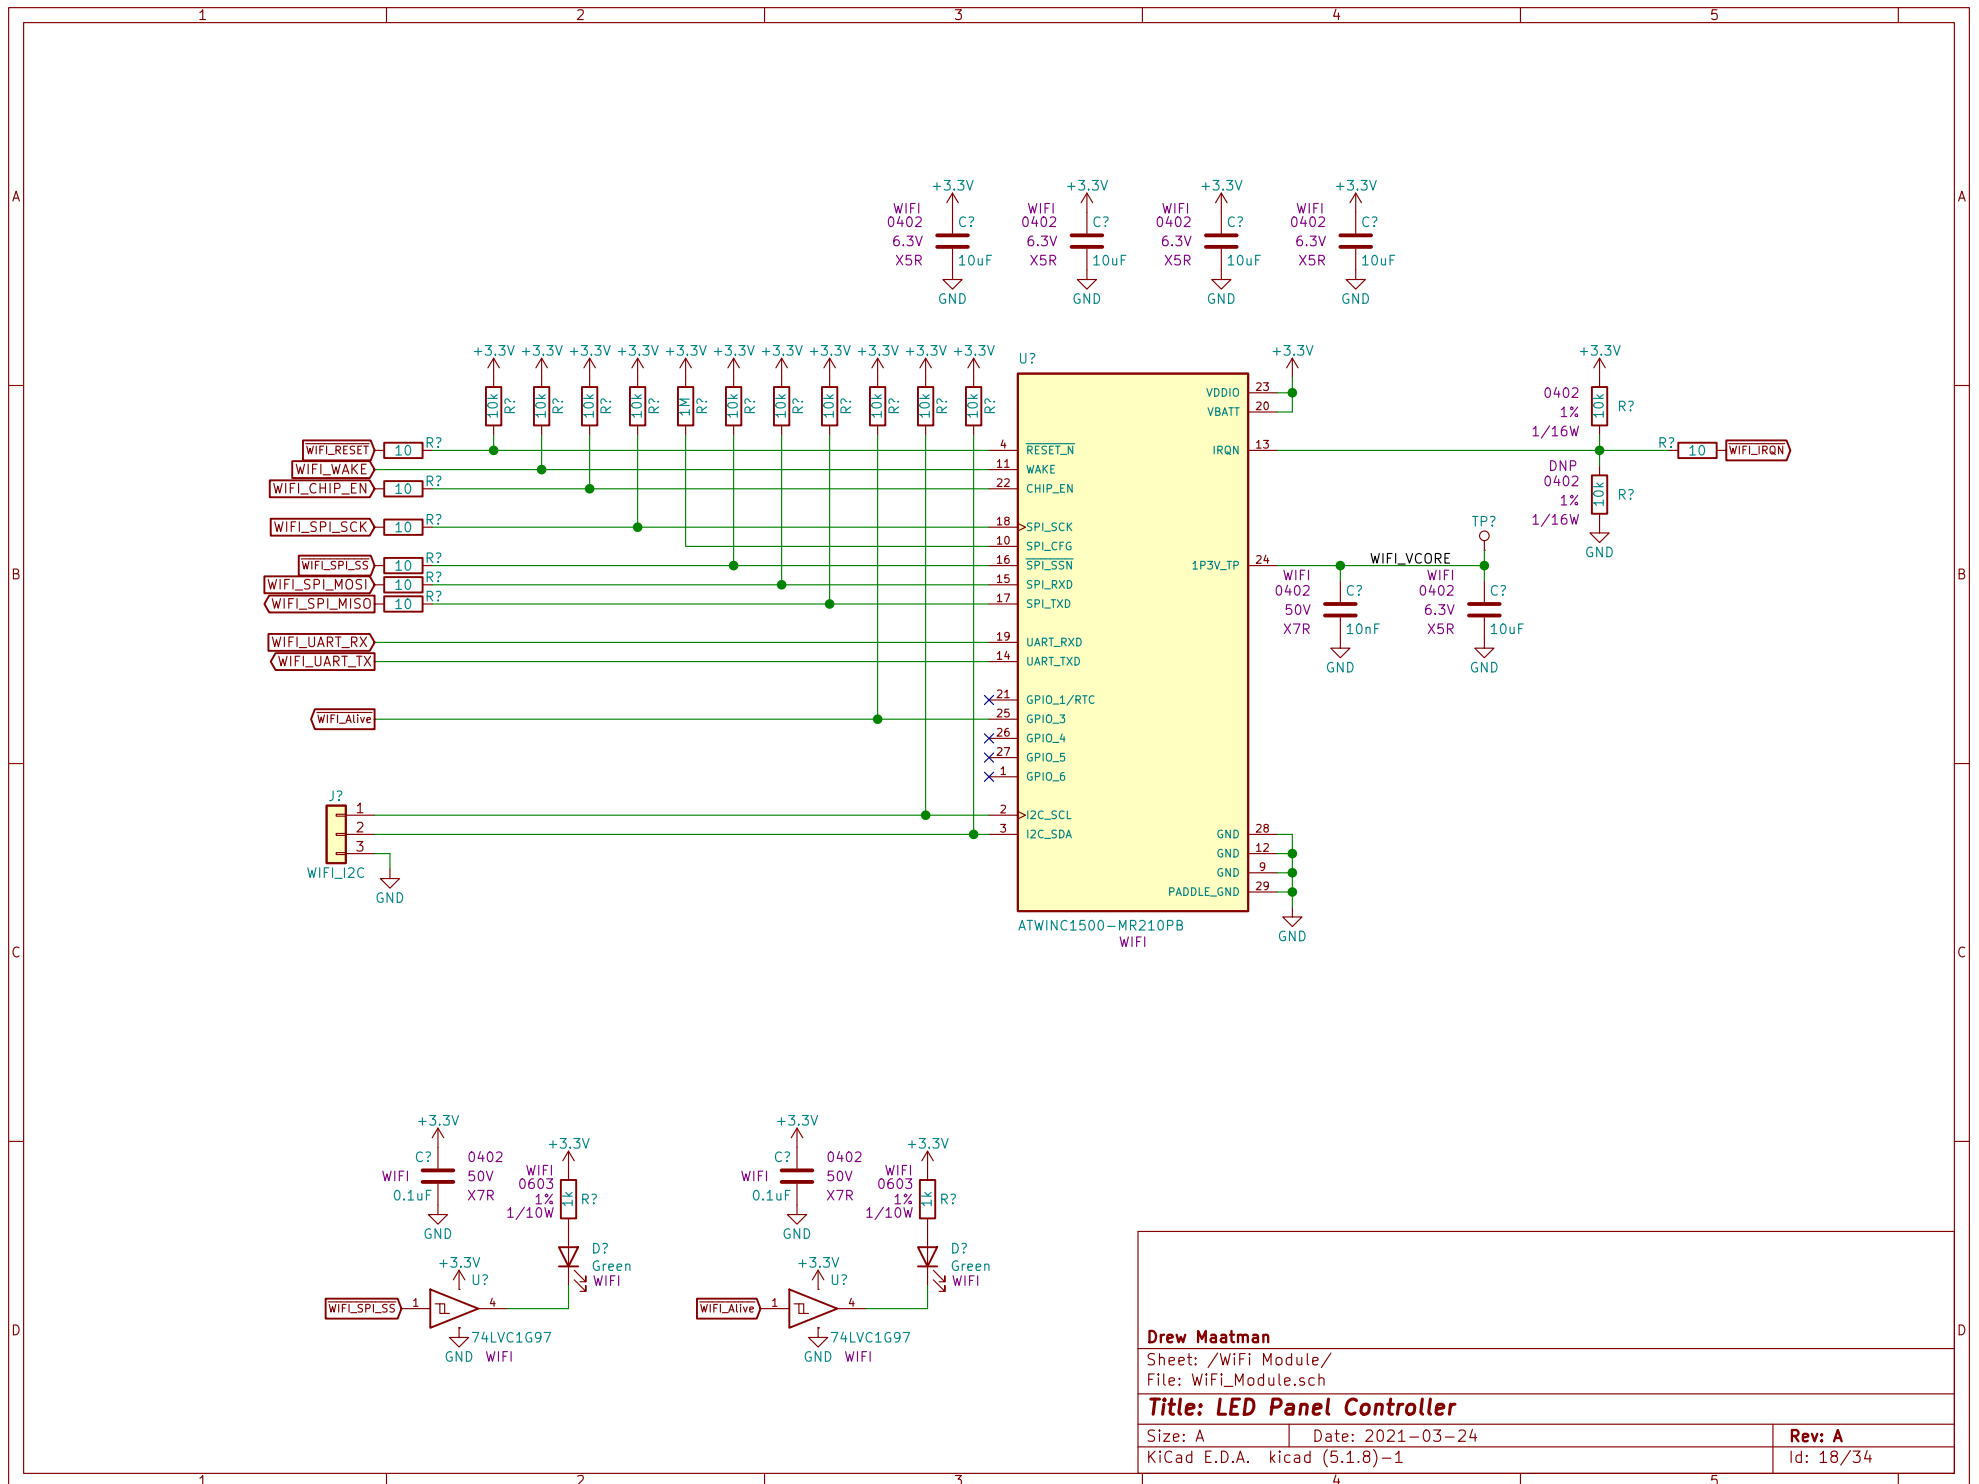 1 2 3 4 5
A A
+3.3V +3.3V +3.3V +3.3V
WIFI WIFI WIFI WIFI
0402 C? 0402 C? 0402 C? 0402 C?
6.3V 6.3V 6.3V 6.3V
X5R 10uF X5R 10uF X5R 10uF X5R 10uF
GND GND GND GND
+3.3V +3.3V +3.3V +3.3V +3.3V +3.3V +3.3V +3.3V +3.3V +3.3V +3.3V
10k R? 10k R? 10k R? 10k R? 1M R? 10k R? 10k R? 10k R? 10k R? 10k R? 10k R?
WIFI_RESET 10 R?
WIFI_WAKE
WIFI_CHIP_EN 10 R?
WIFI_SPI_SCK 10 R?
WIFI_SPI_SS 10 R?
WIFI_SPI_MOSI 10 R?
WIFI_SPI_MISO 10 R?
WIFI_UART_RX
WIFI_UART_TX
WIFI_Alive
J?
1
2
3
WIFI_I2C
GND
U?
4 RESET_N
11 WAKE
22 CHIP_EN
18 SPI_SCK
10 SPI_CFG
16 SPI_SSN
15 SPI_RXD
17 SPI_TXD
19 UART_RXD
14 UART_TXD
21 GPIO_1/RTC
25 GPIO_3
26 GPIO_4
27 GPIO_5
1 GPIO_6
2 I2C_SCL
3 I2C_SDA
VDDIO 23
VBATT 20
IRQN 13
1P3V_TP 24
GND 28
GND 12
GND 9
PADDLE_GND 29
ATWINC1500-MR210PB
WIFI
+3.3V
GND
+3.3V
0402
1%
1/16W
10k R?
R? 10 WIFI_IRQN
DNP
0402
1%
1/16W
10k R?
GND
TP?
WIFI_VCORE
WIFI
0402 C?
50V
X7R 10nF
GND
WIFI
0402 C?
6.3V
X5R 10uF
GND
B B
C C
+3.3V
C? 0402
WIFI 50V
0.1uF X7R
GND
+3.3V
WIFI
0603
1%
1/10W
1k R?
D?
Green
WIFI
+3.3V
U?
WIFI_SPI_SS 1 4
74LVC1G97
GND WIFI
+3.3V
C? 0402
WIFI 50V
0.1uF X7R
GND
+3.3V
WIFI
0603
1%
1/10W
1k R?
D?
Green
WIFI
+3.3V
U?
WIFI_Alive 1 4
74LVC1G97
GND WIFI
D D
Drew Maatman
Sheet: /WiFi Module/
File: WiFi_Module.sch
Title: LED Panel Controller
Size: A Date: 2021-03-24 Rev: A
KiCad E.D.A. kicad (5.1.8)-1 Id: 18/34
1 2 3 4 5